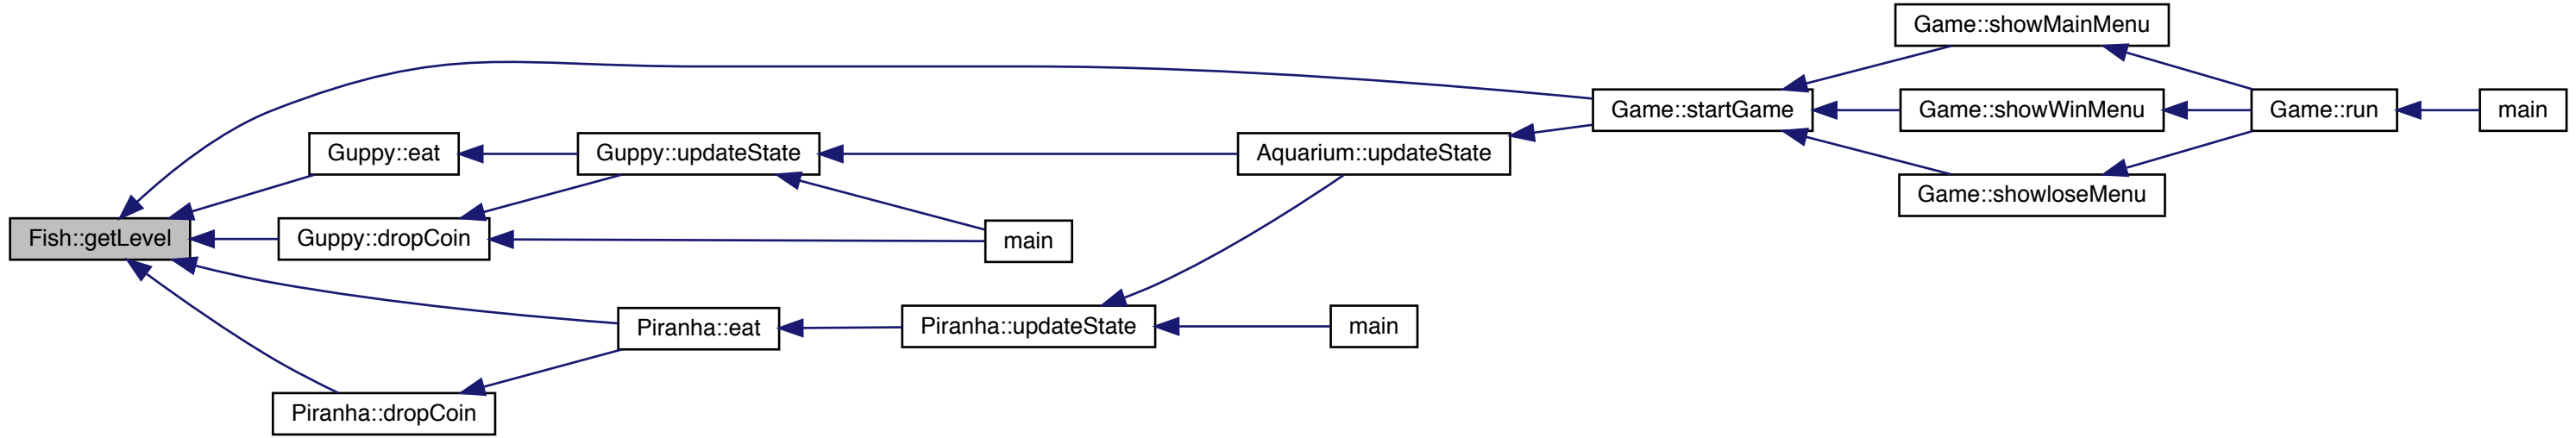 Game::showMainMenu
Game::startGame
Game::showWinMenu
Game::run
main
Guppy::eat
Guppy::updateState
Aquarium::updateState
Game::showloseMenu
Fish::getLevel
Guppy::dropCoin
main
Piranha::eat
Piranha::updateState
main
Piranha::dropCoin